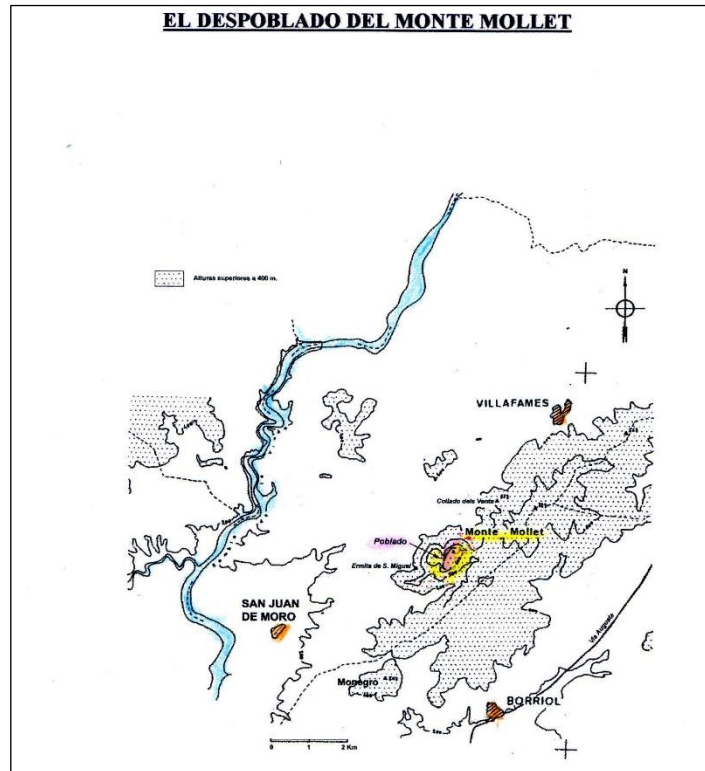 EL DESPOBLADO DEL MONTE MOLLET
Alturas superiores a 400 m.
N
VILLAFAMES
Collado dels Vents
Monte Mollet
Poblado
Ermita de S. Miguel
SAN JUAN
DE MORO
Monegro
Via Augusta
BORRIOL
0 1 2 Km